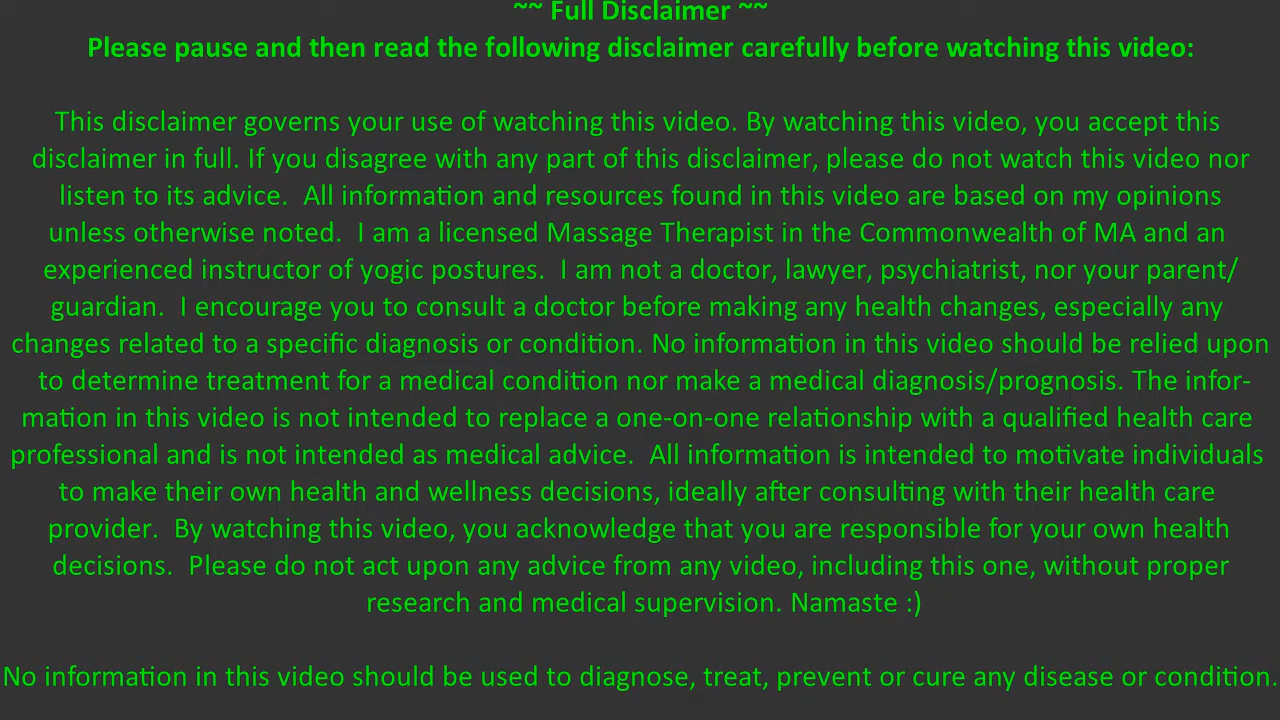 ~~ Full Disclaimer ~~
Please pause and then read the following disclaimer carefully before watching this video:
This disclaimer governs your use of watching this video. By watching this video, you accept this
disclaimer in full. If you disagree with any part of this disclaimer, please do not watch this video nor
listen to its advice.  All information and resources found in this video are based on my opinions
unless otherwise noted.  I am a licensed Massage Therapist in the Commonwealth of MA and an
experienced instructor of yogic postures.  I am not a doctor, lawyer, psychiatrist, nor your parent/
guardian.  I encourage you to consult a doctor before making any health changes, especially any
changes related to a specific diagnosis or condition. No information in this video should be relied upon
to determine treatment for a medical condition nor make a medical diagnosis/prognosis. The infor-
mation in this video is not intended to replace a one-on-one relationship with a qualified health care
professional and is not intended as medical advice.  All information is intended to motivate individuals
to make their own health and wellness decisions, ideally after consulting with their health care
provider.  By watching this video, you acknowledge that you are responsible for your own health
decisions.  Please do not act upon any advice from any video, including this one, without proper
research and medical supervision. Namaste :)
No information in this video should be used to diagnose, treat, prevent or cure any disease or condition.